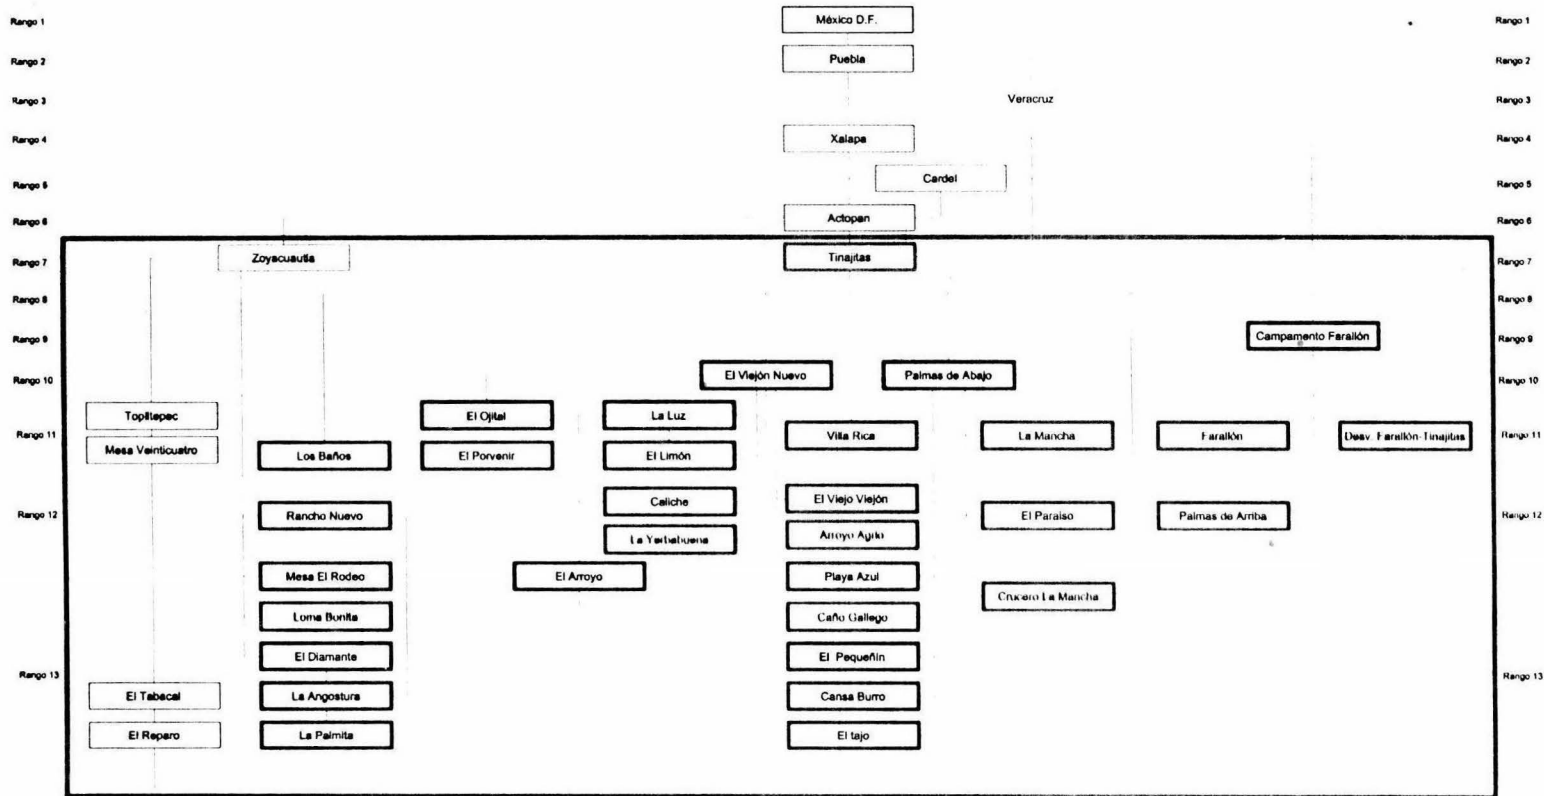 Rango 1 México D.F. Rango 1
Rango 2 Puebla Rango 2
Rango 3 Veracruz Rango 3
Rango 4 Xalapa Rango 4
Rango 5 Cardel Rango 5
Rango 6 Actopan Rango 6
Rango 7 Zoyacuautla Tinajitas Rango 7
Rango 8 Rango 8
Rango 9 Campamento Farallón Rango 9
Rango 10 El Viejón Nuevo Palmas de Abajo Rango 10
Topiltepec El Ojital La Luz
Rango 11 Villa Rica La Mancha Farallón Desv. Farallón-Tinajitas Rango 11
Mesa Veinticuatro Los Baños El Porvenir El Limón
Caliche El Viejo Viejón
Rango 12 Rancho Nuevo El Paraiso Palmas de Arriba Rango 12
La Yerbabuena Arroyo Agrio
Mesa El Rodeo El Arroyo Playa Azul
Crucero La Mancha
Loma Bonita Caño Gallego
El Diamante El Pequeñín
Rango 13 Rango 13
El Tabacal La Angostura Cansa Burro
El Reparo La Palmita El tajo